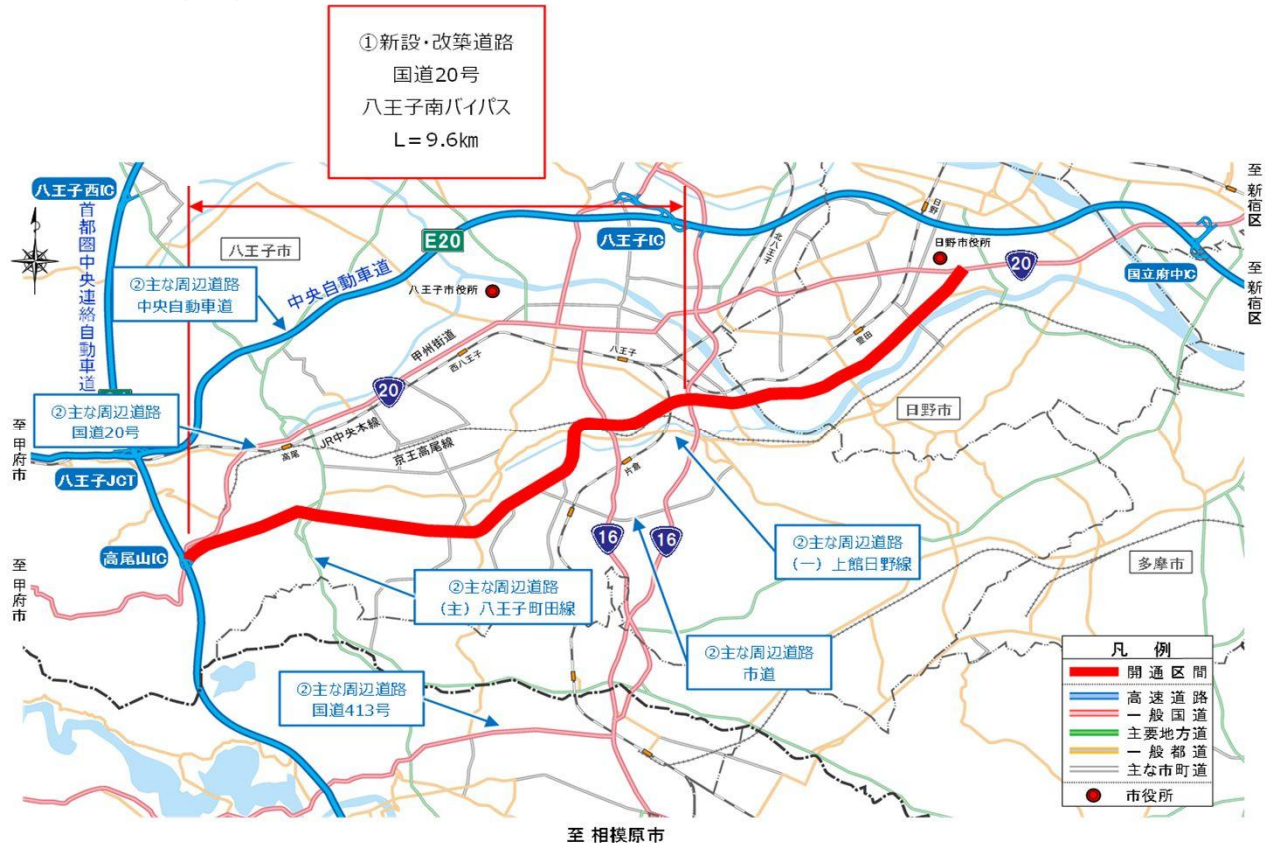 ①新設・改築道路
国道20号
八王子南バイパス
L=9.6km
八王子西IC
首都圏中央連絡自動車道
八王子市
E20
八王子IC
北八王子
日野
日野市役所
20
国立府中IC
至 新宿区
至 新宿区
②主な周辺道路
中央自動車道
中央自動車道
八王子市役所
甲州街道
西八王子
八王子
豊田
20
②主な周辺道路
国道20号
高尾
JR中央本線
京王高尾線
日野市
至 甲府市
八王子JCT
片倉
高尾山IC
16
16
②主な周辺道路
(一)上館日野線
多摩市
至 甲府市
②主な周辺道路
(主)八王子町田線
②主な周辺道路
市道
②主な周辺道路
国道413号
凡 例
開通区間
高速道路
一般国道
主要地方道
一般都道
主な市町道
市役所
至 相模原市